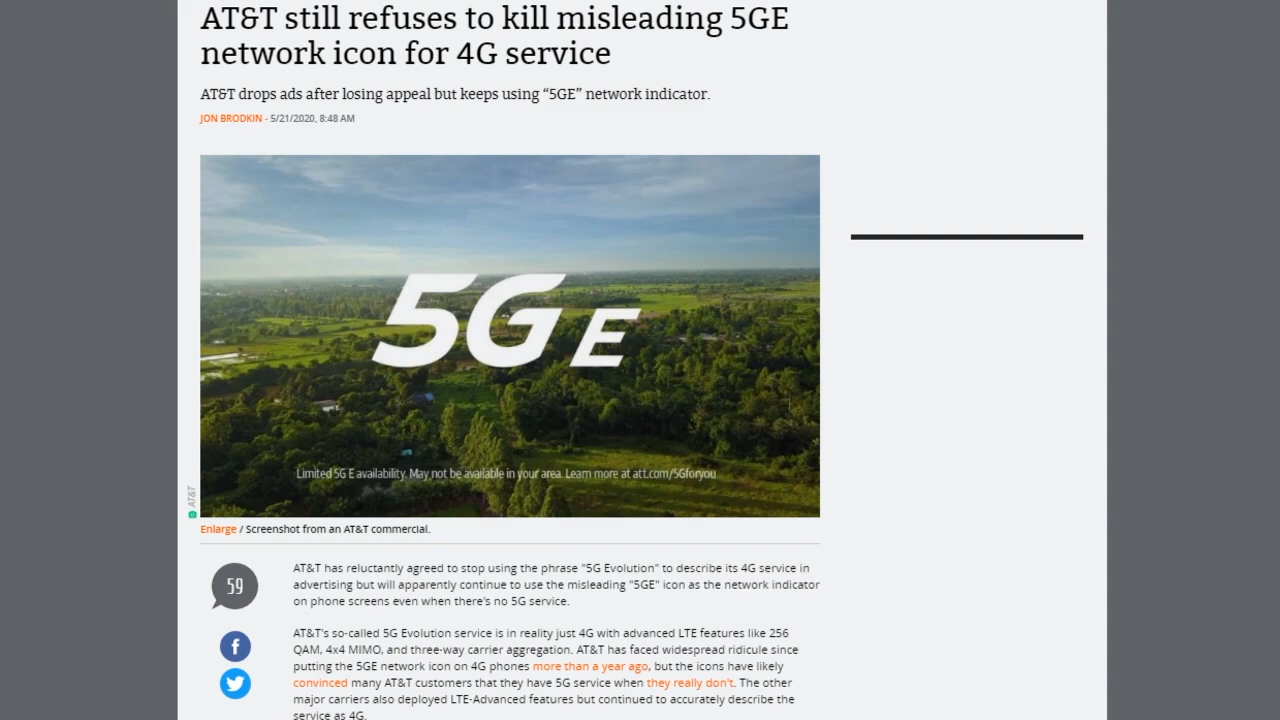 AT&T still refuses to kill misleading 5GE
network icon for 4G service
AT&T drops ads after losing appeal but keeps using “5GE” network indicator.
JON BRODKIN - 5/21/2020, 8:48 AM
5G E
Limited 5G E availability. May not be available in your area. Learn more at att.com/5Gforyou
AT&T
Enlarge / Screenshot from an AT&T commercial.
59
AT&T has reluctantly agreed to stop using the phrase "5G Evolution" to describe its 4G service in
advertising but will apparently continue to use the misleading "5GE" icon as the network indicator
on phone screens even when there's no 5G service.
AT&T's so-called 5G Evolution service is in reality just 4G with advanced LTE features like 256
QAM, 4x4 MIMO, and three-way carrier aggregation. AT&T has faced widespread ridicule since
putting the 5GE network icon on 4G phones more than a year ago, but the icons have likely
convinced many AT&T customers that they have 5G service when they really don't. The other
major carriers also deployed LTE-Advanced features but continued to accurately describe the
service as 4G.